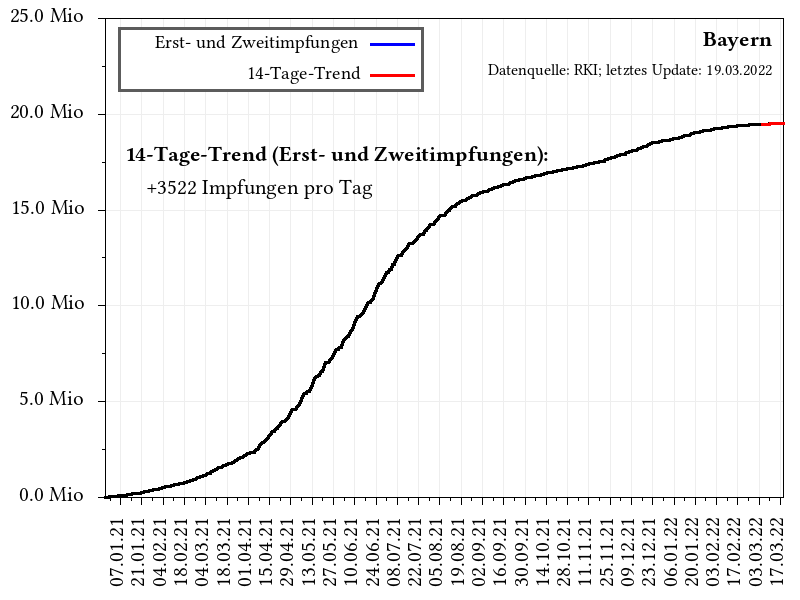 25.0 Mio
20.0 Mio
15.0 Mio
10.0 Mio
5.0 Mio
0.0 Mio
Erst- und Zweitimpfungen
14-Tage-Trend
Bayern
Datenquelle: RKI; letztes Update: 19.03.2022
14-Tage-Trend (Erst- und Zweitimpfungen):
+3522 Impfungen pro Tag
07.01.21
21.01.21
04.02.21
18.02.21
04.03.21
18.03.21
01.04.21
15.04.21
29.04.21
13.05.21
27.05.21
10.06.21
24.06.21
08.07.21
22.07.21
05.08.21
19.08.21
02.09.21
16.09.21
30.09.21
14.10.21
28.10.21
11.11.21
25.11.21
09.12.21
23.12.21
06.01.22
20.01.22
03.02.22
17.02.22
03.03.22
17.03.22